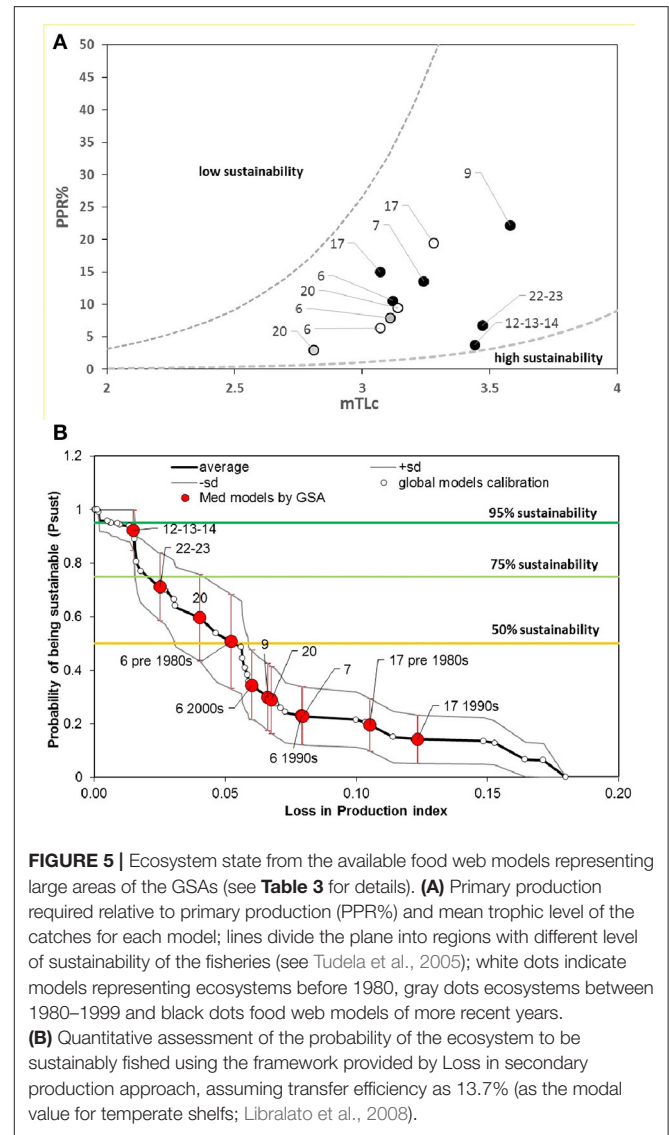 A
50
45
40
35
30
25
20
15
10
5
0
PPR%
low sustainability
9
17
7
17
6
20
6
6
20
22-23
12-13-14
high sustainability
2 2.5 3 3.5 4
mTLc
B
1.2
1
0.8
0.6
0.4
0.2
0
Probability of being sustainable (Psust)
average +sd
-sd global models calibration
Med models by GSA
95% sustainability
12-13-14
22-23
75% sustainability
20
50% sustainability
6 pre 1980s
9
20
7
17 pre 1980s
6 2000s
17 1990s
6 1990s
0.00 0.05 0.10 0.15 0.20
Loss in Production index
FIGURE 5 | Ecosystem state from the available food web models representing
large areas of the GSAs (see Table 3 for details). (A) Primary production
required relative to primary production (PPR%) and mean trophic level of the
catches for each model; lines divide the plane into regions with different level
of sustainability of the fisheries (see Tudela et al., 2005); white dots indicate
models representing ecosystems before 1980, gray dots ecosystems between
1980–1999 and black dots food web models of more recent years.
(B) Quantitative assessment of the probability of the ecosystem to be
sustainably fished using the framework provided by Loss in secondary
production approach, assuming transfer efficiency as 13.7% (as the modal
value for temperate shelfs; Libralato et al., 2008).